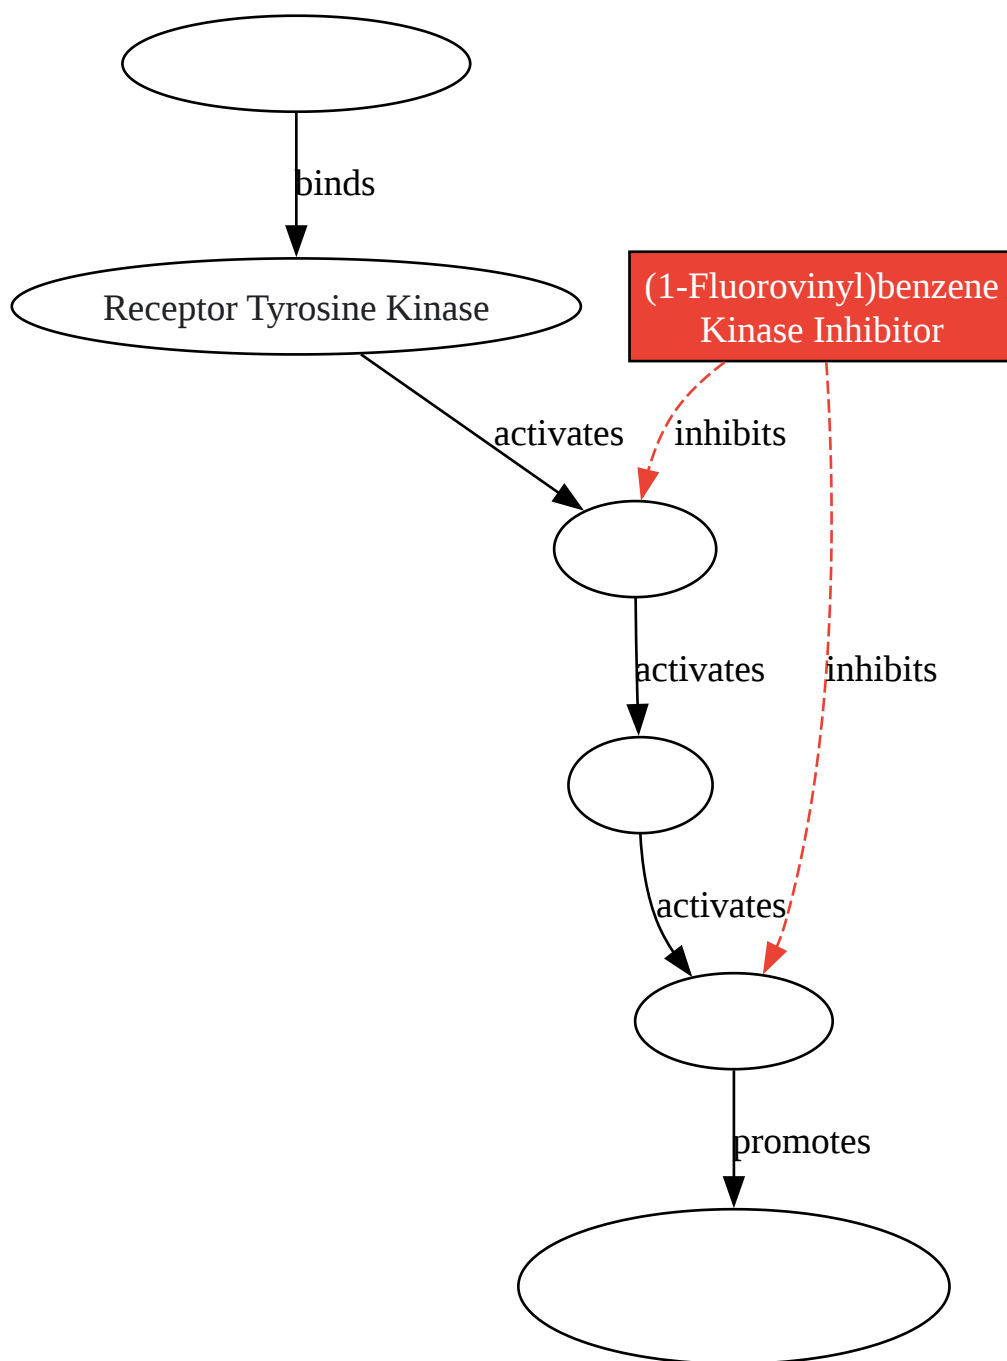 binds
Receptor Tyrosine Kinase
(1-Fluorovinyl)benzene
Kinase Inhibitor
activates
inhibits
activates
inhibits
activates
promotes